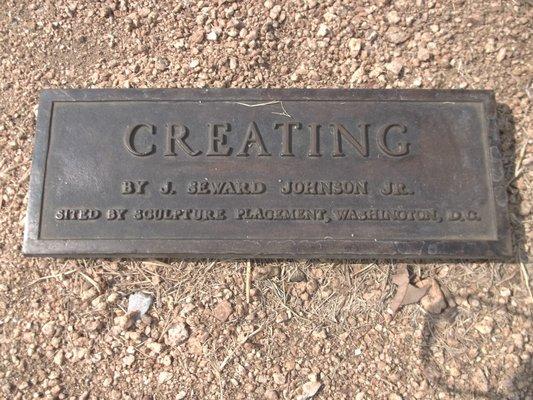 CREATING
BY J. SEWARD JOHNSON JR.
SITED BY SCULPTURE PLACEMENT, WASHINGTON, D.C.